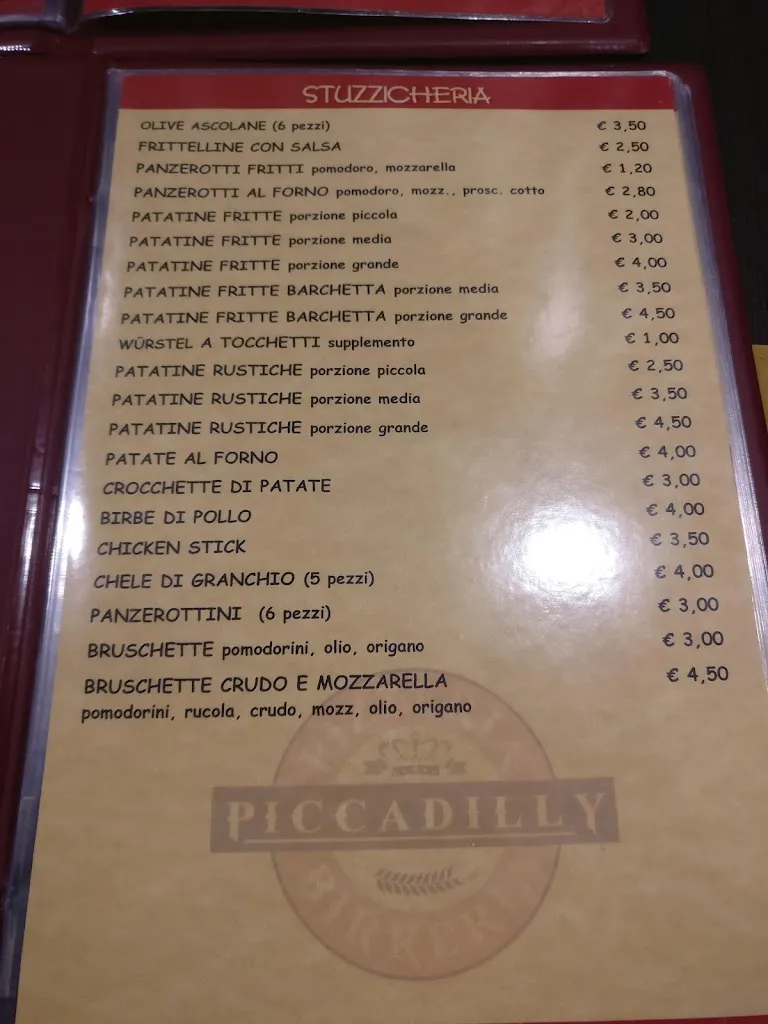 STUZZICHERIA
OLIVE ASCOLANE (6 pezzi) € 3,50
FRITTELLINE CON SALSA € 2,50
PANZEROTTI FRITTI pomodoro, mozzarella € 1,20
PANZEROTTI AL FORNO pomodoro, mozz., prosc. cotto € 2,80
PATATINE FRITTE porzione piccola € 2,00
PATATINE FRITTE porzione media € 3,00
PATATINE FRITTE porzione grande € 4,00
PATATINE FRITTE BARCHETTA porzione media € 3,50
PATATINE FRITTE BARCHETTA porzione grande € 4,50
WÜRSTEL A TOCCHETTI supplemento € 1,00
PATATINE RUSTICHE porzione piccola € 2,50
PATATINE RUSTICHE porzione media € 3,50
PATATINE RUSTICHE porzione grande € 4,50
PATATE AL FORNO € 4,00
CROCCHETTE DI PATATE € 3,00
BIRBE DI POLLO € 4,00
CHICKEN STICK € 3,50
CHELE DI GRANCHIO (5 pezzi) € 4,00
PANZEROTTINI (6 pezzi) € 3,00
BRUSCHETTE pomodorini, olio, origano € 3,00
BRUSCHETTE CRUDO E MOZZARELLA € 4,50
pomodorini, rucola, crudo, mozz, olio, origano
PICCADILLY
BIRRERIA